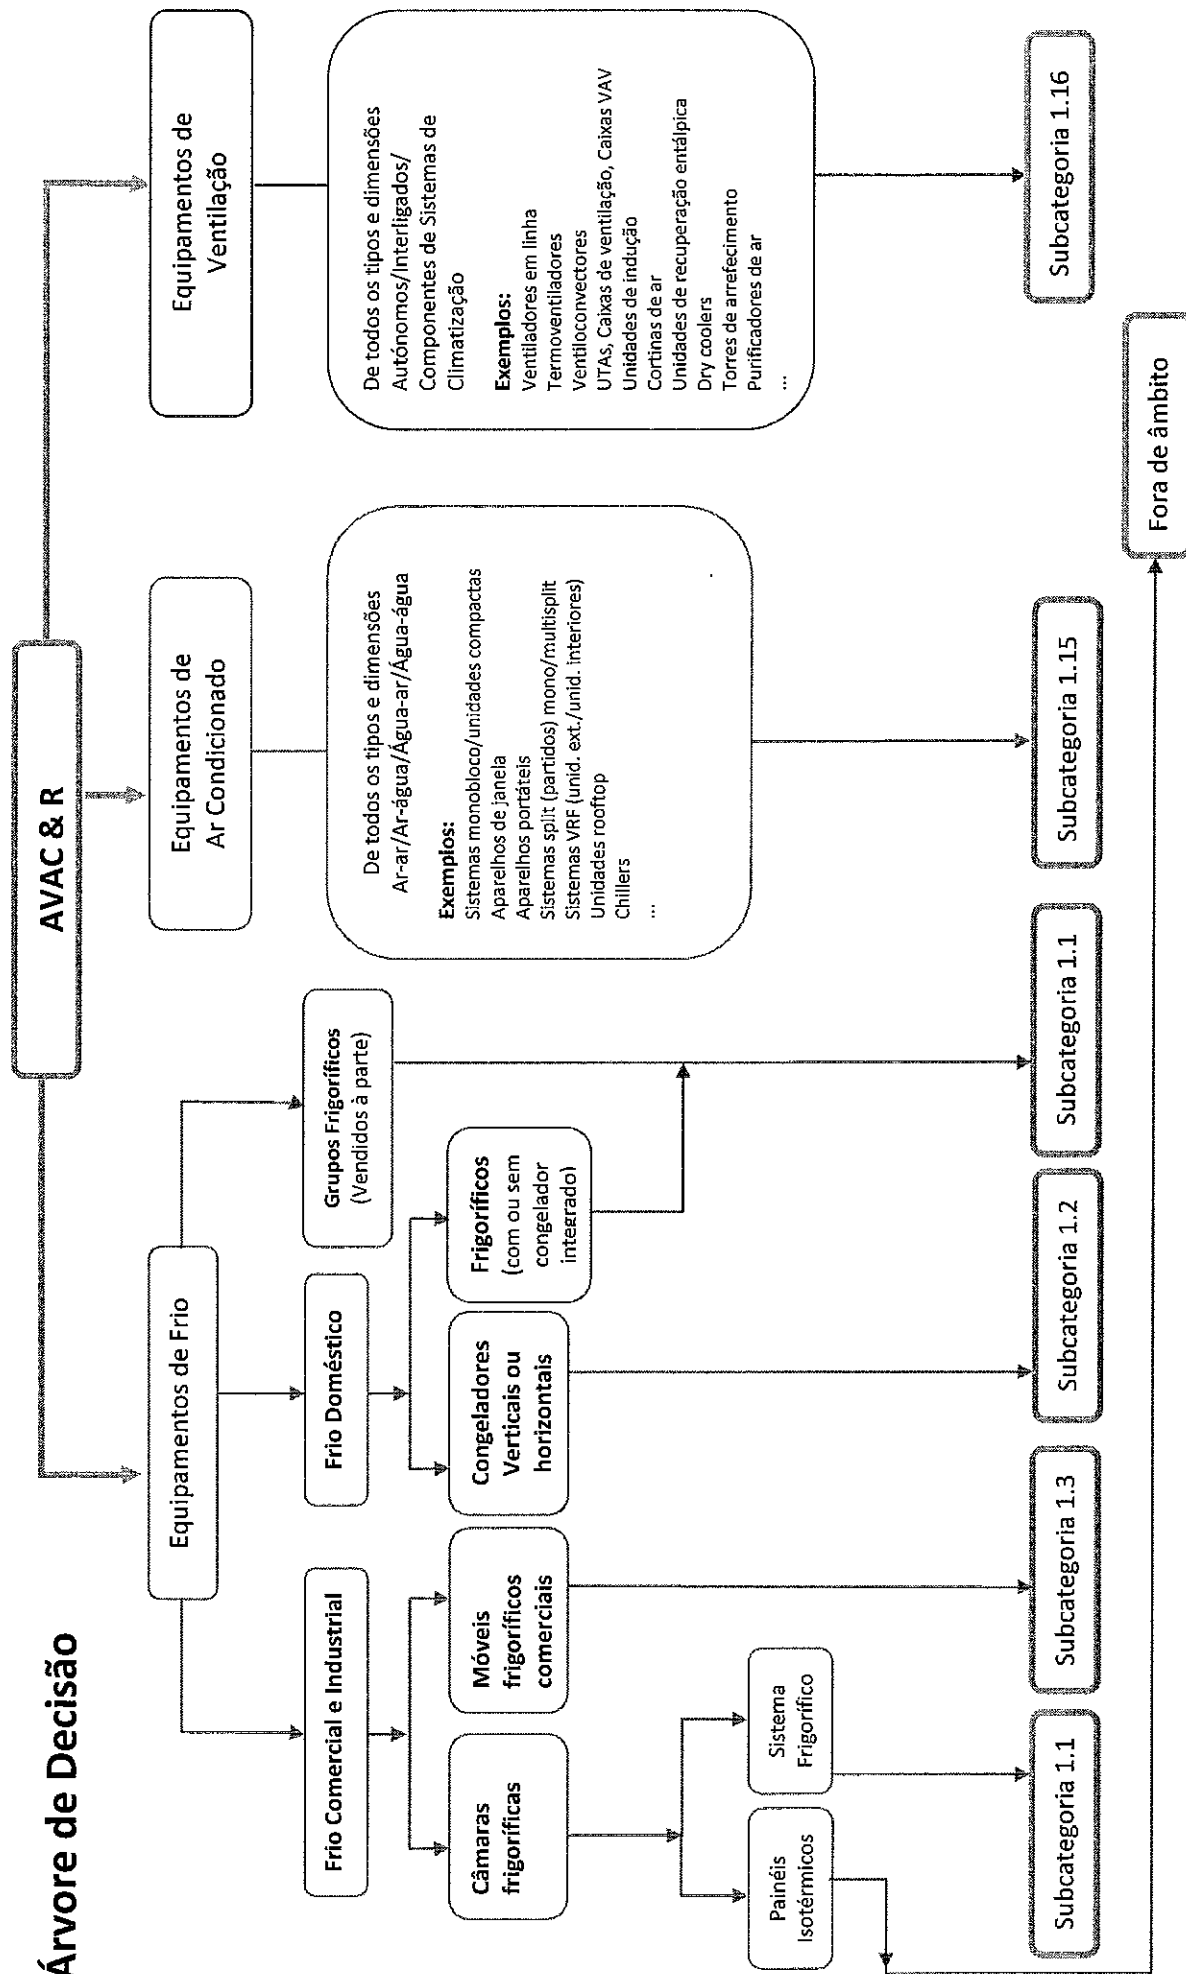 Árvore de Decisão
AVAC & R
Equipamentos de Frio
Equipamentos de
Ar Condicionado
Equipamentos de
Ventilação
Frio Comercial e Industrial
Frio Doméstico
Grupos Frigoríficos
(Vendidos à parte)
Câmaras
frigoríficas
Móveis
frigoríficos
comerciais
Congeladores
Verticais ou
horizontais
Frigoríficos
(com ou sem
congelador
integrado)
Painéis
Isotérmicos
Sistema
Frigorífico
De todos os tipos e dimensões
Ar-ar/Ar-água/Água-ar/Água-água
Exemplos:
Sistemas monobloco/unidades compactas
Aparelhos de janela
Aparelhos portáteis
Sistemas split (partidos) mono/multisplit
Sistemas VRF (unid. ext./unid. interiores)
Unidades rooftop
Chillers
...
De todos os tipos e dimensões
Autónomos/Interligados/
Componentes de Sistemas de
Climatização
Exemplos:
Ventiladores em linha
Termoventiladores
Ventiloconvectores
UTAs, Caixas de ventilação, Caixas VAV
Unidades de indução
Cortinas de ar
Unidades de recuperação entálpica
Dry coolers
Torres de arrefecimento
Purificadores de ar
...
Subcategoria 1.1
Subcategoria 1.3
Subcategoria 1.2
Subcategoria 1.1
Subcategoria 1.15
Subcategoria 1.16
Fora de âmbito